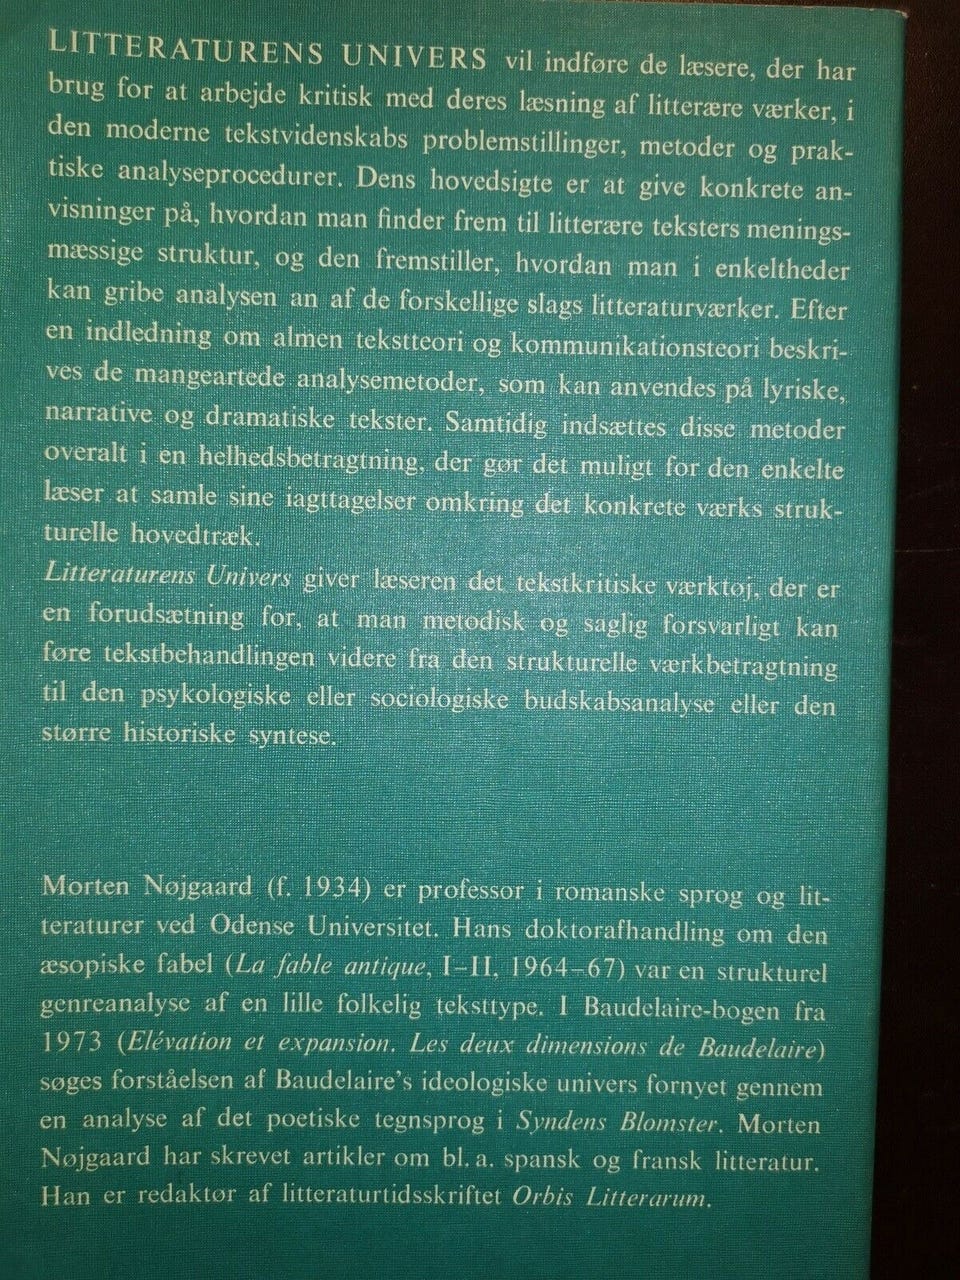 LITTERATURENS UNIVERS vil indføre de læsere, der har
brug for at arbejde kritisk med deres læsning af litterære værker, i
den moderne tekstvidenskabs problemstillinger, metoder og prak-
tiske analyseprocedurer. Dens hovedsigte er at give konkrete an-
visninger på, hvordan man finder frem til litterære teksters menings-
mæssige struktur, og den fremstiller, hvordan man i enkeltheder
kan gribe analysen an af de forskellige slags litteraturværker. Efter
en indledning om almen tekstteori og kommunikationsteori beskri-
ves de mangeartede analysemetoder, som kan anvendes på lyriske,
narrative og dramatiske tekster. Samtidig indsættes disse metoder
overalt i en helhedsbetragtning, der gør det muligt for den enkelte
læser at samle sine iagttagelser omkring det konkrete værks struk-
turelle hovedtræk.
Litteraturens Univers giver læseren det tekstkritiske værktøj, der er
en forudsætning for, at man metodisk og saglig forsvarligt kan
føre tekstbehandlingen videre fra den strukturelle værkbetragtning
til den psykologiske eller sociologiske budskabsanalyse eller den
større historiske syntese.
Morten Nøjgaard (f. 1934) er professor i romanske sprog og lit-
teraturer ved Odense Universitet. Hans doktorafhandling om den
æsopiske fabel (La fable antique, I–II, 1964–67) var en strukturel
genreanalyse af en lille folkelig teksttype. I Baudelaire-bogen fra
1973 (Elévation et expansion. Les deux dimensions de Baudelaire)
søges forståelsen af Baudelaire's ideologiske univers fornyet gennem
en analyse af det poetiske tegnsprog i Syndens Blomster. Morten
Nøjgaard har skrevet artikler om bl. a. spansk og fransk litteratur.
Han er redaktør af litteraturtidsskriftet Orbis Litterarum.